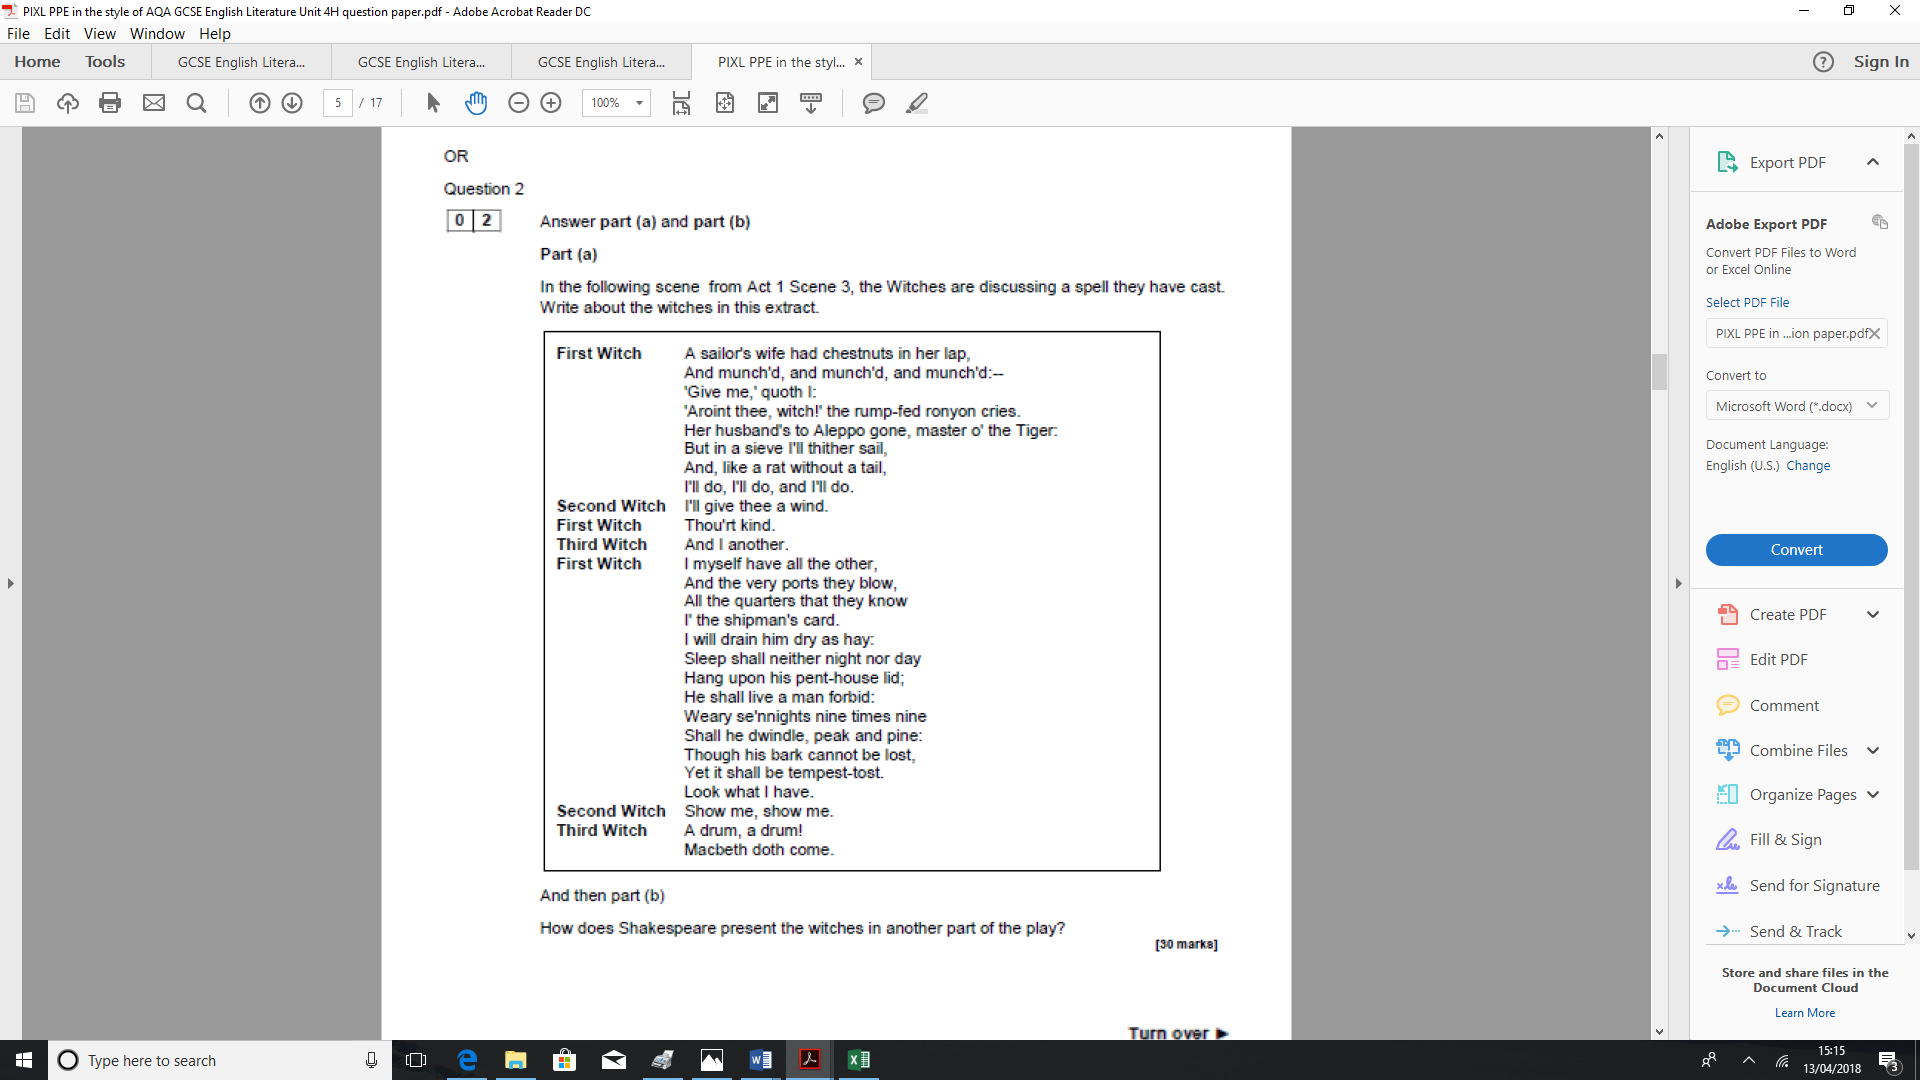 PIXL PPE in the style of AQA GCSE English Literature Unit 4H question paper.pdf - Adobe Acrobat Reader DC
File Edit View Window Help
Home Tools GCSE English Litera... GCSE English Litera... GCSE English Litera... PIXL PPE in the styl... × Sign In
5 / 17 100%
OR
Question 2
0 2 Answer part (a) and part (b)
Part (a)
In the following scene from Act 1 Scene 3, the Witches are discussing a spell they have cast.
Write about the witches in this extract.
First Witch A sailor's wife had chestnuts in her lap,
And munch'd, and munch'd, and munch'd:--
'Give me,' quoth I:
'Aroint thee, witch!' the rump-fed ronyon cries.
Her husband's to Aleppo gone, master o' the Tiger:
But in a sieve I'll thither sail,
And, like a rat without a tail,
I'll do, I'll do, and I'll do.
Second Witch I'll give thee a wind.
First Witch Thou'rt kind.
Third Witch And I another.
First Witch I myself have all the other,
And the very ports they blow,
All the quarters that they know
I' the shipman's card.
I will drain him dry as hay:
Sleep shall neither night nor day
Hang upon his pent-house lid;
He shall live a man forbid:
Weary se'nnights nine times nine
Shall he dwindle, peak and pine:
Though his bark cannot be lost,
Yet it shall be tempest-tost.
Look what I have.
Second Witch Show me, show me.
Third Witch A drum, a drum!
Macbeth doth come.
And then part (b)
How does Shakespeare present the witches in another part of the play?
[30 marks]
Turn over
Export PDF
Adobe Export PDF
Convert PDF Files to Word
or Excel Online
Select PDF File
PIXL PPE in ...ion paper.pdf
Convert to
Microsoft Word (*.docx)
Document Language:
English (U.S.) Change
Convert
Create PDF
Edit PDF
Comment
Combine Files
Organize Pages
Fill & Sign
Send for Signature
Send & Track
Store and share files in the
Document Cloud
Learn More
Type here to search
15:15
13/04/2018
3